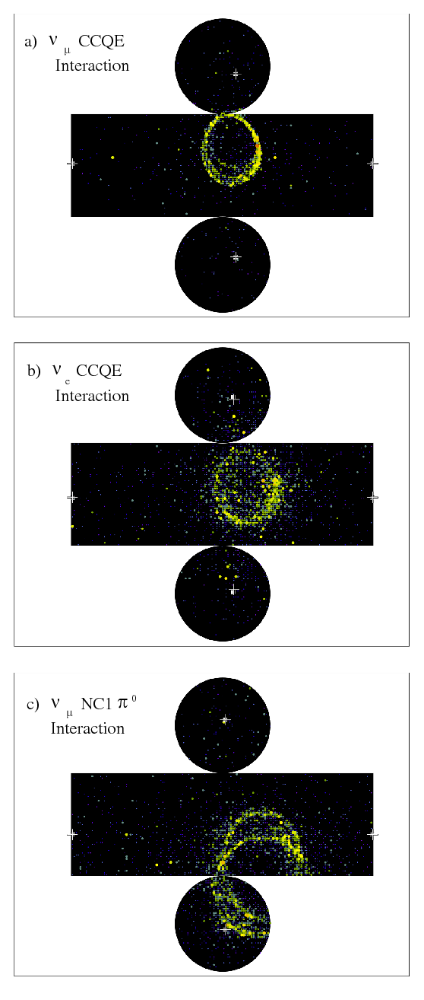 a) ν μ CCQE
Interaction
b) ν e CCQE
Interaction
c) ν μ NC1 π 0
Interaction